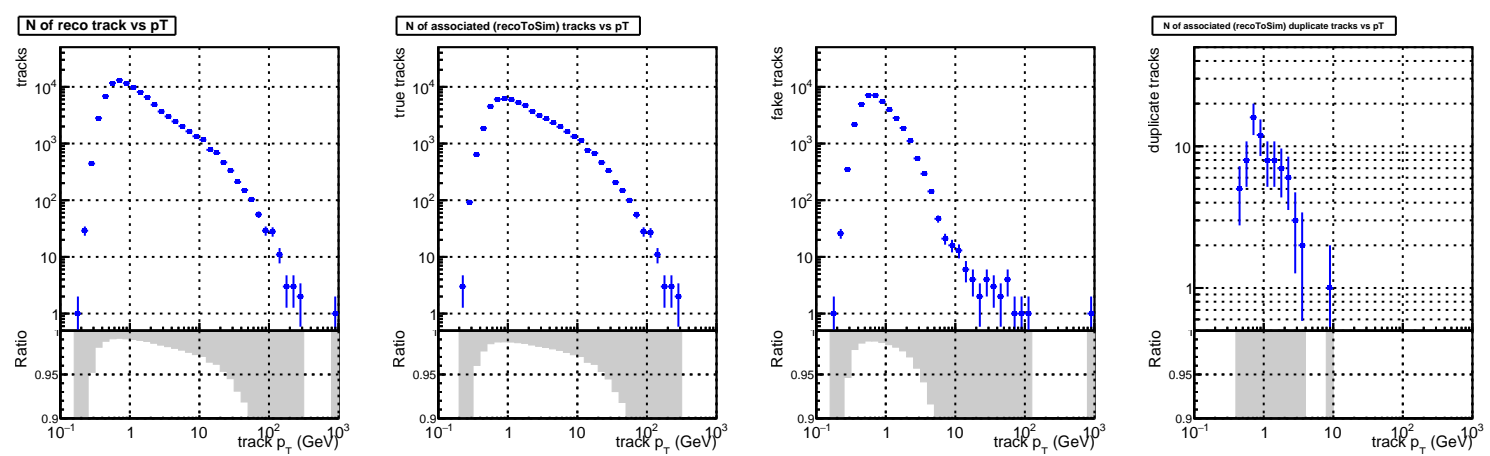 N of reco track vs pT
tracks
10⁴
10³
10²
10
1
Ratio
1
0.95
0.9
10⁻¹ 1 10 10² 10³
track p_T (GeV)
N of associated (recoToSim) tracks vs pT
true tracks
10⁴
10³
10²
10
1
Ratio
1
0.95
0.9
10⁻¹ 1 10 10² 10³
track p_T (GeV)
fake tracks
10⁴
10³
10²
10
1
Ratio
1
0.95
0.9
10⁻¹ 1 10 10² 10³
track p_T (GeV)
N of associated (recoToSim) duplicate tracks vs pT
duplicate tracks
10
1
Ratio
1
0.95
0.9
10⁻¹ 1 10 10² 10³
track p_T (GeV)